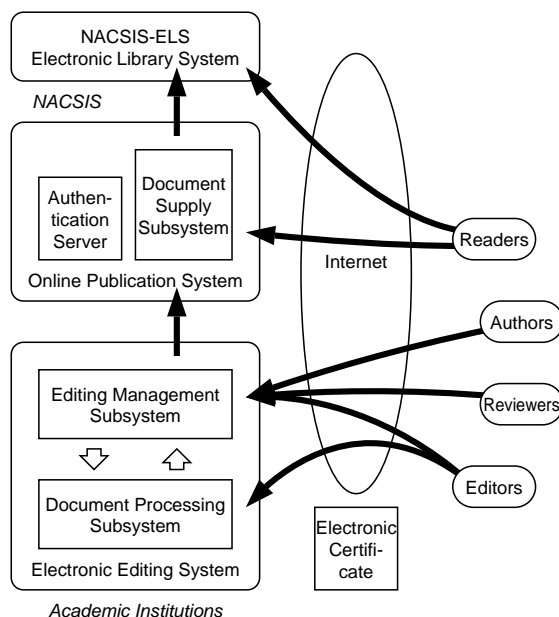 NACSIS-ELS
Electronic Library System
NACSIS
Authen-
tication
Server
Document
Supply
Subsystem
Online Publication System
Internet
Readers
Authors
Reviewers
Editors
Editing Management
Subsystem
Document Processing
Subsystem
Electronic Editing System
Electronic
Certifi-
cate
Academic Institutions